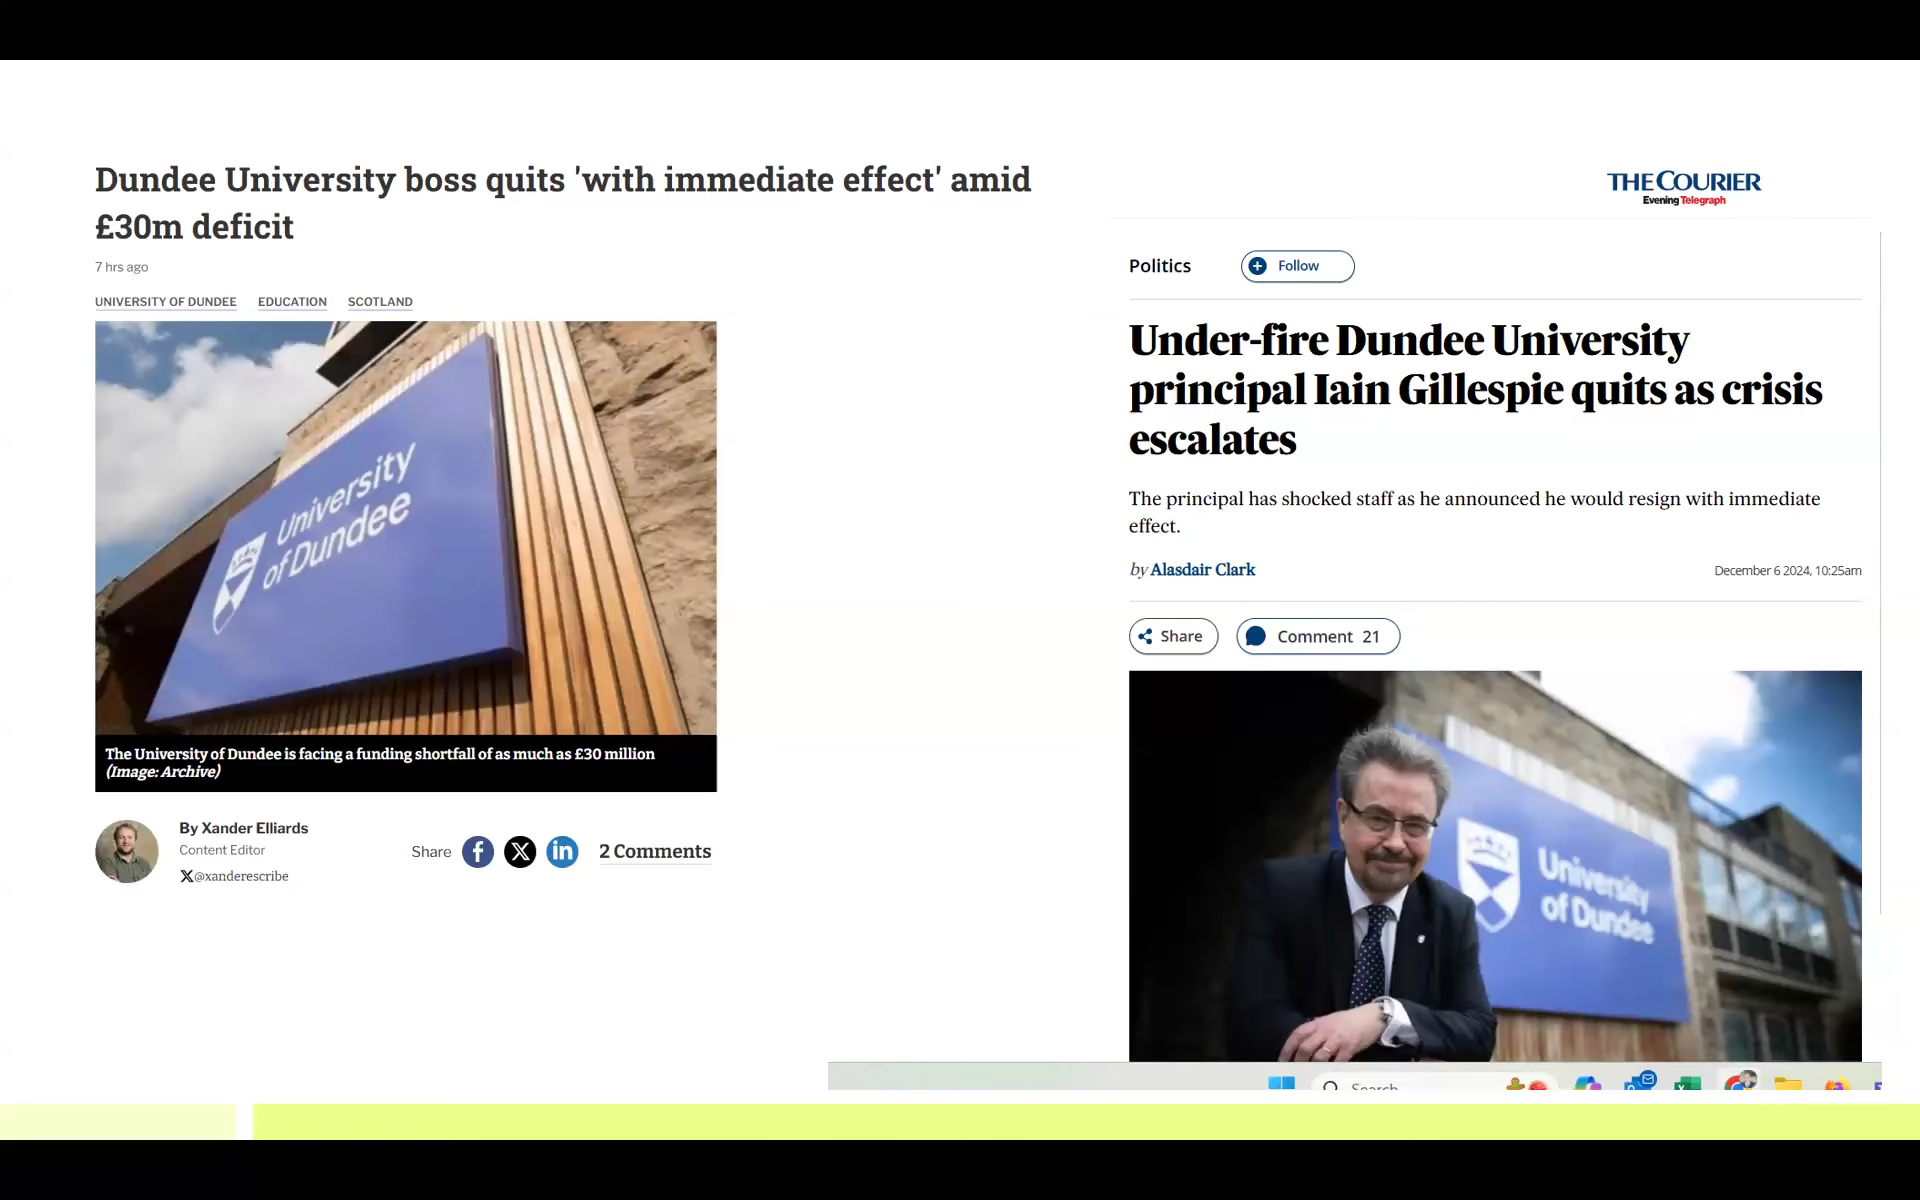 Dundee University boss quits 'with immediate effect' amid
£30m deficit
7 hrs ago
UNIVERSITY OF DUNDEE EDUCATION SCOTLAND
University
of Dundee
The University of Dundee is facing a funding shortfall of as much as £30 million
(Image: Archive)
By Xander Elliards
Content Editor
X@xanderescribe
Share
2 Comments
THE COURIER
Evening Telegraph
Politics
Follow
Under-fire Dundee University
principal Iain Gillespie quits as crisis
escalates
The principal has shocked staff as he announced he would resign with immediate
effect.
by Alasdair Clark
December 6 2024, 10:25am
Share
Comment 21
University
of Dundee
Search